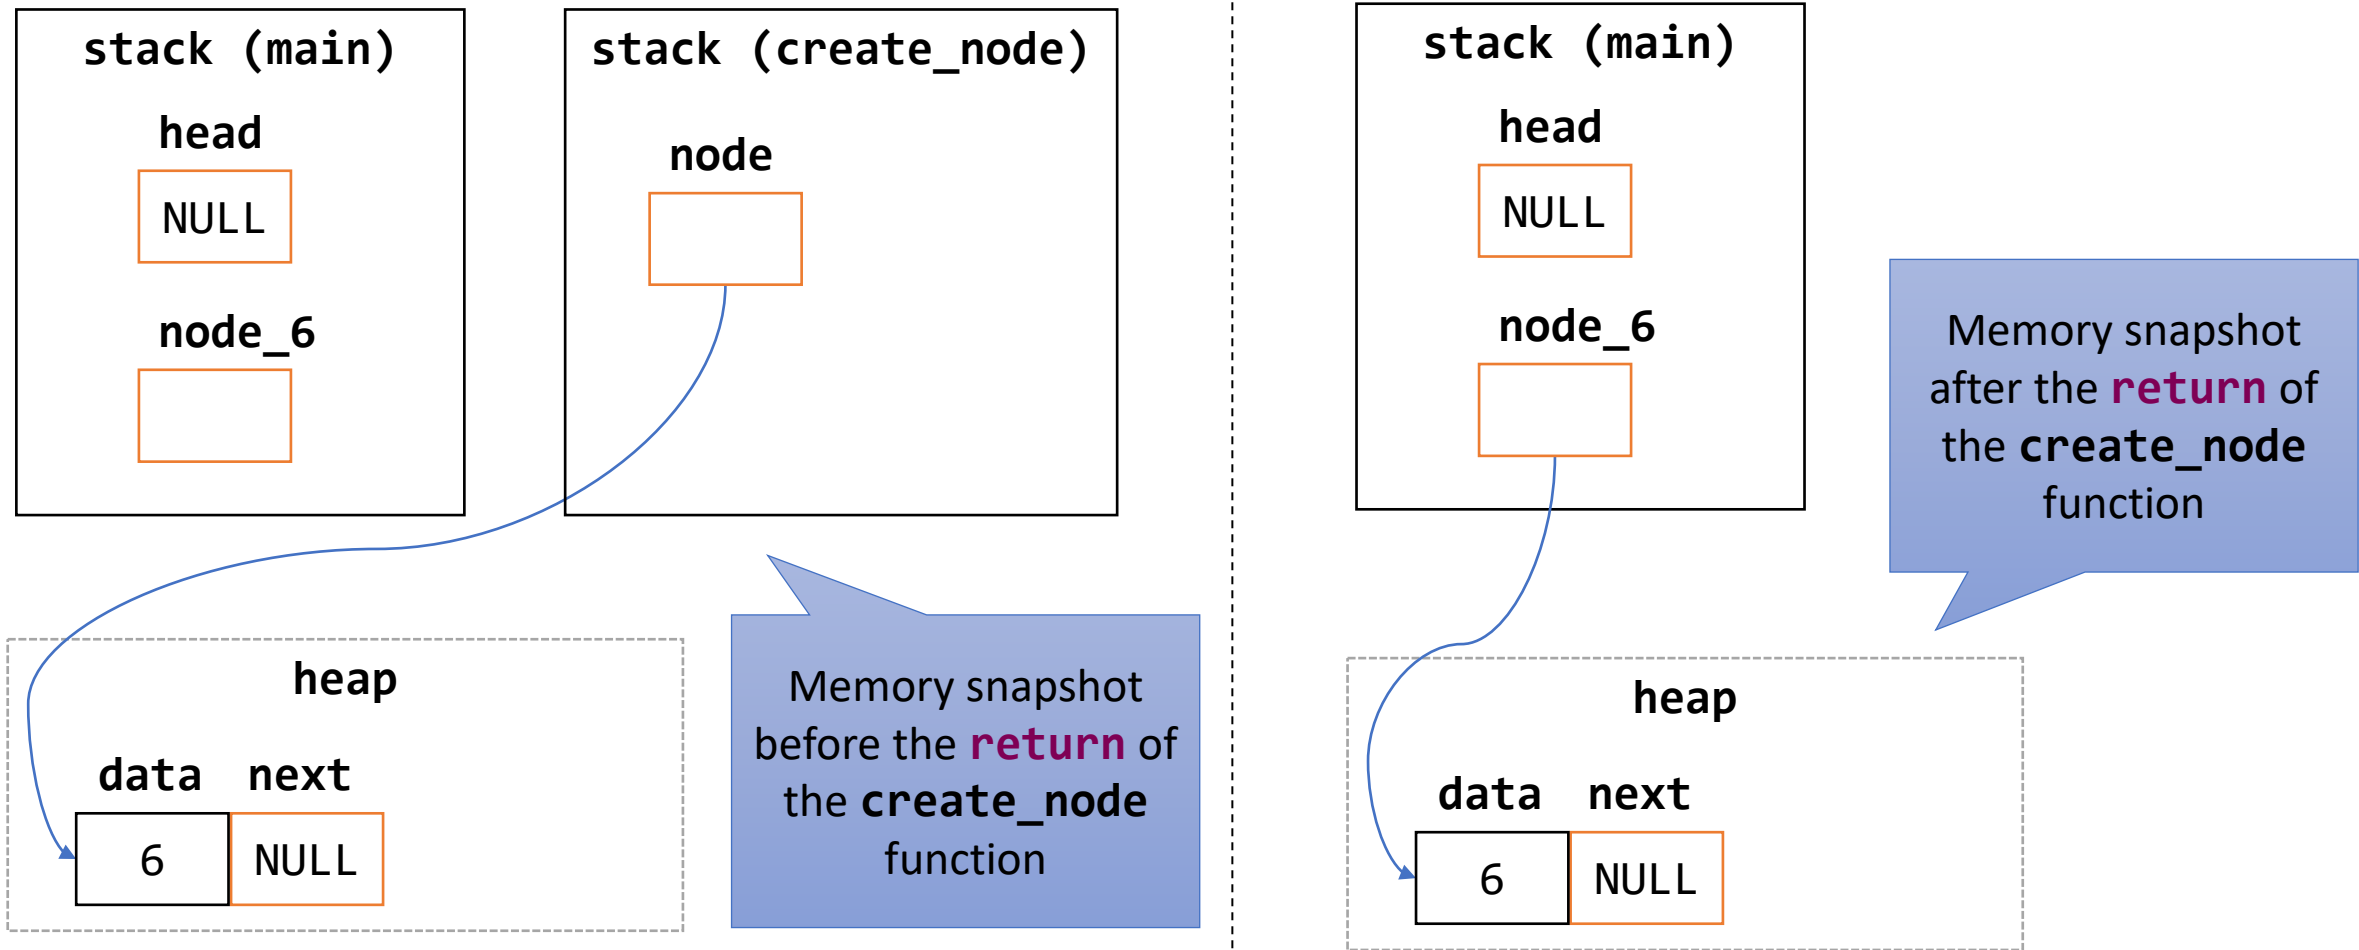 stack (main)
head
NULL
node_6
stack (create_node)
node
heap
data next
6 NULL
Memory snapshot
before the return of
the create_node
function
stack (main)
head
NULL
node_6
Memory snapshot
after the return of
the create_node
function
heap
data next
6 NULL